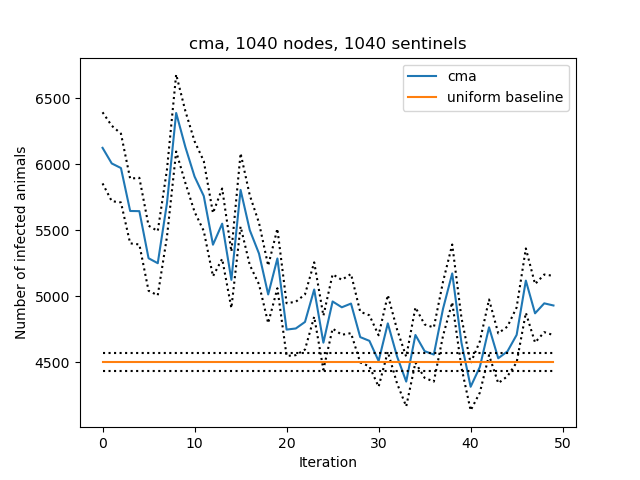 cma, 1040 nodes, 1040 sentinels
cma
uniform baseline
6500
6000
5500
5000
4500
Number of infected animals
0 10 20 30 40 50
Iteration